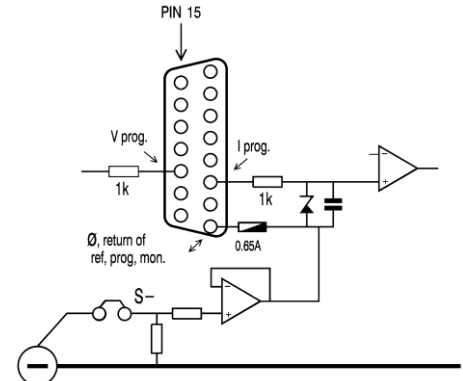 PIN 15
V prog.
I prog.
1k
1k
Ø, return of
ref, prog, mon.
0.65A
S–
–
+
–
+
–